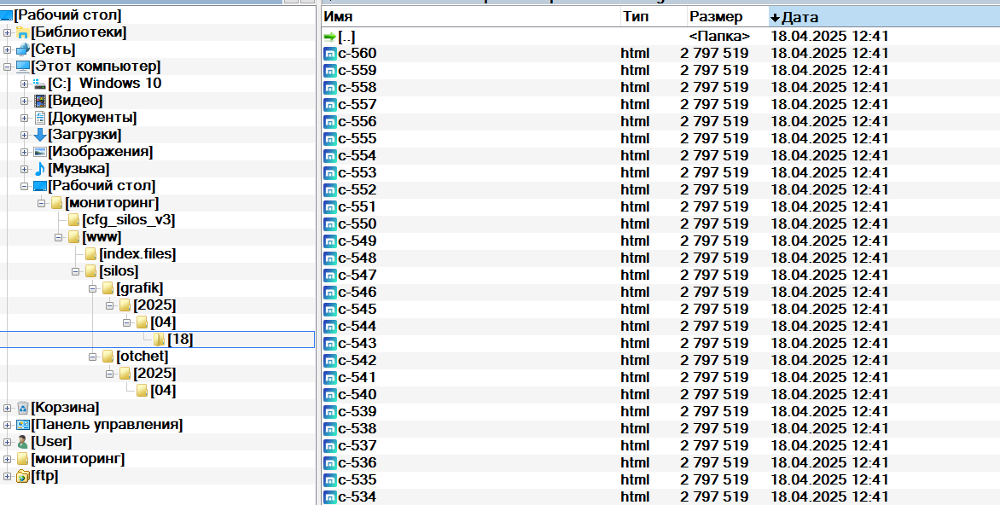 [Рабочий стол]
[Библиотеки]
[Сеть]
[Этот компьютер]
[C:] Windows 10
[Видео]
[Документы]
[Загрузки]
[Изображения]
[Музыка]
[Рабочий стол]
[мониторинг]
[cfg_silos_v3]
[www]
[index.files]
[silos]
[grafik]
[2025]
[04]
[18]
[otchet]
[2025]
[04]
[Корзина]
[Панель управления]
[User]
[мониторинг]
[ftp]
Имя Тип Размер Дата
[..] <Папка> 18.04.2025 12:41
c-560 html 2 797 519 18.04.2025 12:41
c-559 html 2 797 519 18.04.2025 12:41
c-558 html 2 797 519 18.04.2025 12:41
c-557 html 2 797 519 18.04.2025 12:41
c-556 html 2 797 519 18.04.2025 12:41
c-555 html 2 797 519 18.04.2025 12:41
c-554 html 2 797 519 18.04.2025 12:41
c-553 html 2 797 519 18.04.2025 12:41
c-552 html 2 797 519 18.04.2025 12:41
c-551 html 2 797 519 18.04.2025 12:41
c-550 html 2 797 519 18.04.2025 12:41
c-549 html 2 797 519 18.04.2025 12:41
c-548 html 2 797 519 18.04.2025 12:41
c-547 html 2 797 519 18.04.2025 12:41
c-546 html 2 797 519 18.04.2025 12:41
c-545 html 2 797 519 18.04.2025 12:41
c-544 html 2 797 519 18.04.2025 12:41
c-543 html 2 797 519 18.04.2025 12:41
c-542 html 2 797 519 18.04.2025 12:41
c-541 html 2 797 519 18.04.2025 12:41
c-540 html 2 797 519 18.04.2025 12:41
c-539 html 2 797 519 18.04.2025 12:41
c-538 html 2 797 519 18.04.2025 12:41
c-537 html 2 797 519 18.04.2025 12:41
c-536 html 2 797 519 18.04.2025 12:41
c-535 html 2 797 519 18.04.2025 12:41
c-534 html 2 797 519 18.04.2025 12:41